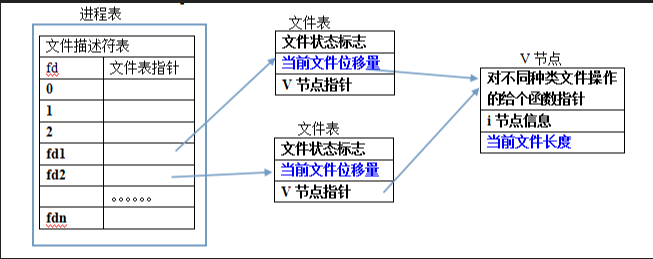 进程表
文件描述符表
fd 文件表指针
0
1
2
fd1
fd2
。。。。。。
fdn
文件表
文件状态标志
当前文件位移量
V 节点指针
文件表
文件状态标志
当前文件位移量
V 节点指针
V 节点
对不同种类文件操作
的给个函数指针
i 节点信息
当前文件长度